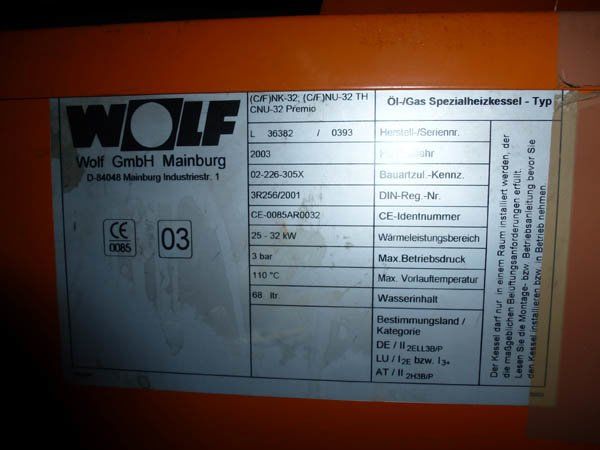 WOLF
Wolf GmbH Mainburg
D-84048 Mainburg Industriestr. 1
CE
0085
03
(C/F)NK-32; (C/F)NU-32 TH
CNU-32 Premio
Öl-/Gas Spezialheizkessel - Typ
L 36382 / 0393 Herstell-/Seriennr.
2003
02-226-305X Bauartzul.-Kennz.
3R256/2001 DIN-Reg.-Nr.
CE-0085AR0032 CE-Identnummer
25 - 32 kW Wärmeleistungsbereich
3 bar Max.Betriebsdruck
110 °C Max. Vorlauftemperatur
68 ltr. Wasserinhalt
Bestimmungsland /
Kategorie
DE / II 2ELL3B/P
LU / I 2E bzw. I 3+
AT / II 2H3B/P
Der Kessel darf nur in einem Raum installiert werden, der
die maßgeblichen Belüftungsanforderungen erfüllt.
Lesen Sie die Montage- bzw. Betriebsanleitung bevor Sie
den Kessel installieren bzw. in Betrieb nehmen.